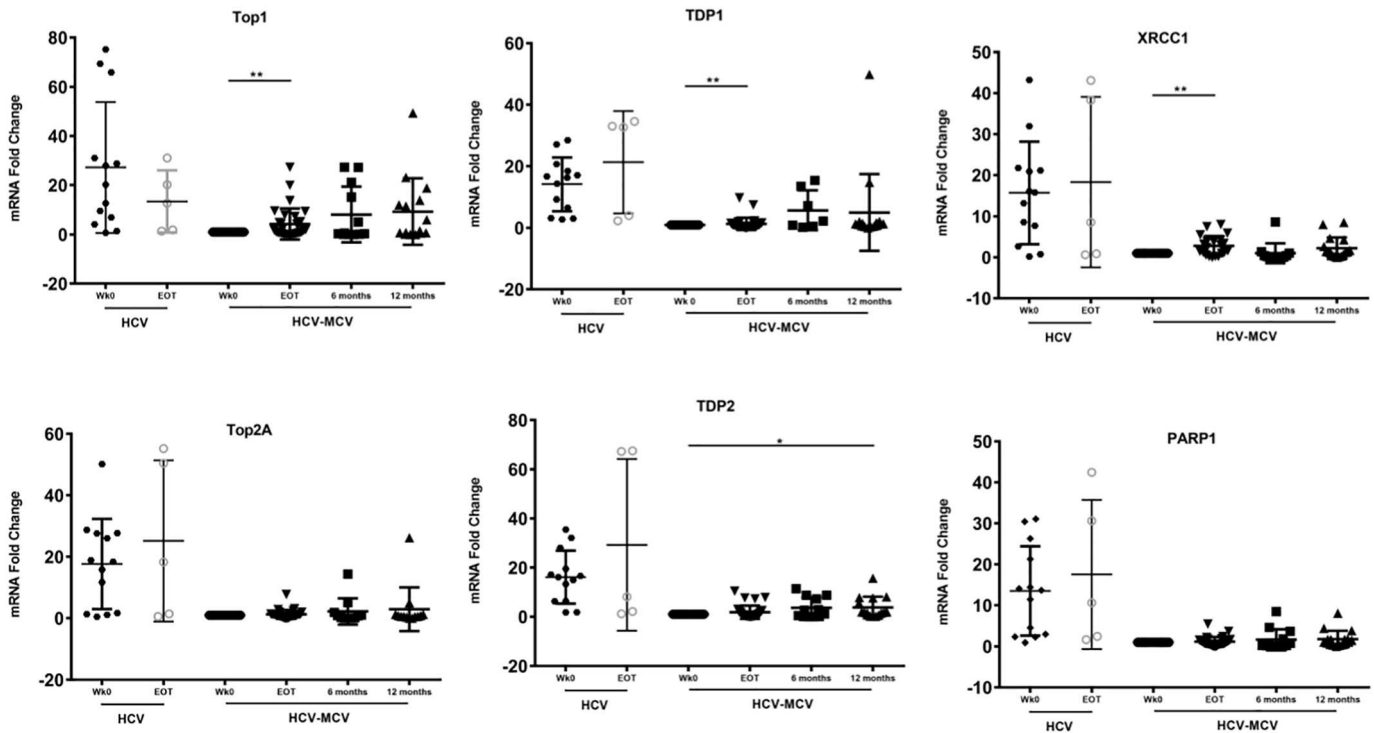 Top1
mRNA Fold Change
80
60
40
20
0
-20
**
Wk0 EOT Wk0 EOT 6 months 12 months
HCV HCV-MCV
TDP1
mRNA Fold Change
60
40
20
0
-20
**
Wk0 EOT Wk 0 EOT 6 months 12 months
HCV HCV-MCV
XRCC1
mRNA Fold Change
50
40
30
20
10
0
-10
**
Wk0 EOT Wk0 EOT 6 months 12 months
HCV HCV-MCV
Top2A
mRNA Fold Change
60
40
20
0
-20
Wk0 EOT Wk0 EOT 6 months 12 months
HCV HCV-MCV
TDP2
mRNA Fold Change
80
60
40
20
0
-20
*
Wk0 EOT Wk0 EOT 6 months 12 months
HCV HCV-MCV
PARP1
mRNA Fold Change
50
40
30
20
10
0
-10
Wk0 EOT Wk0 EOT 6 months 12 months
HCV HCV-MCV